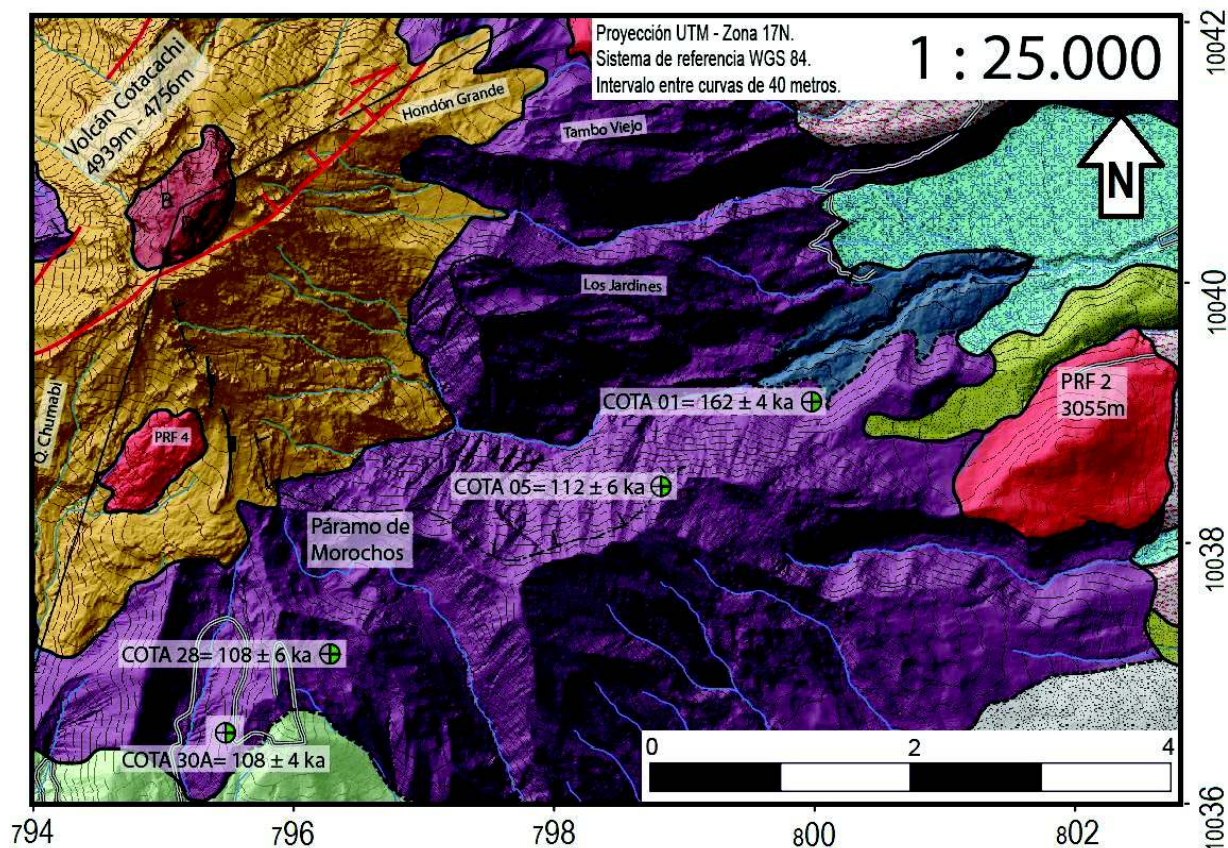 Proyección UTM - Zona 17N.
Sistema de referencia WGS 84.
Intervalo entre curvas de 40 metros.
1 : 25.000
10042
Volcán Cotacachi
4939m - 4756m
Hondón Grande
Tambo Viejo
N
B
Los Jardines
10040
Q. Chumabi
PRF 4
COTA 01= 162 ± 4 ka
PRF 2
3055m
COTA 05= 112 ± 6 ka
Páramo de
Morochos
10038
COTA 28= 108 ± 6 ka
COTA 30A= 108 ± 4 ka
0 2 4
10036
794 796 798 800 802